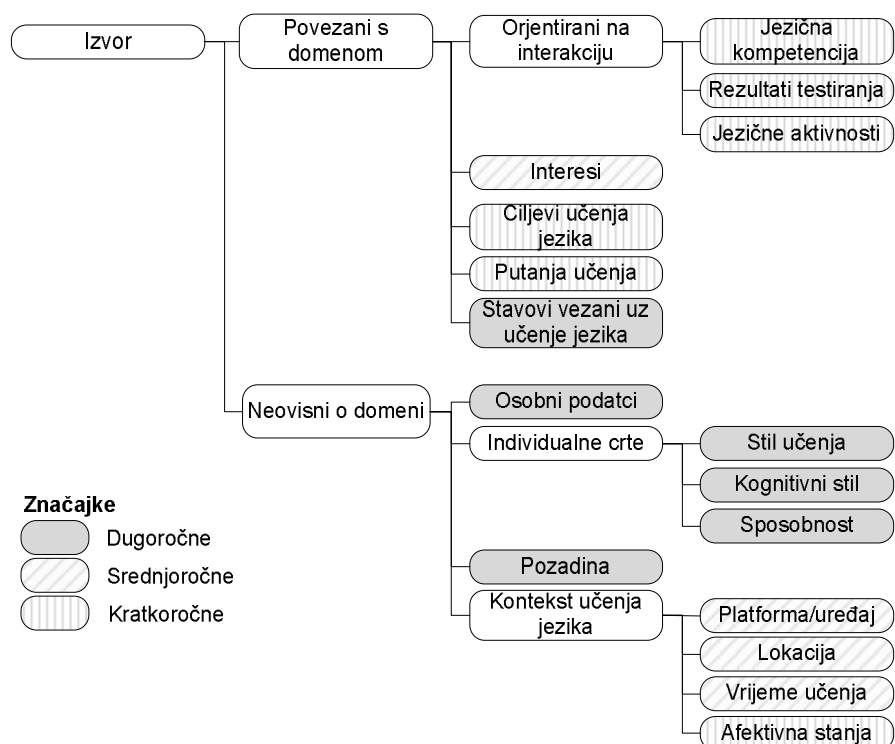 Izvor
Povezani s
domenom
Orjentirani na
interakciju
Jezična
kompetencija
Rezultati testiranja
Jezične aktivnosti
Interesi
Ciljevi učenja
jezika
Putanja učenja
Stavovi vezani uz
učenje jezika
Neovisni o domeni
Osobni podatci
Individualne crte
Stil učenja
Kognitivni stil
Sposobnost
Pozadina
Kontekst učenja
jezika
Platforma/uređaj
Lokacija
Vrijeme učenja
Afektivna stanja
Značajke
Dugoročne
Srednjoročne
Kratkoročne